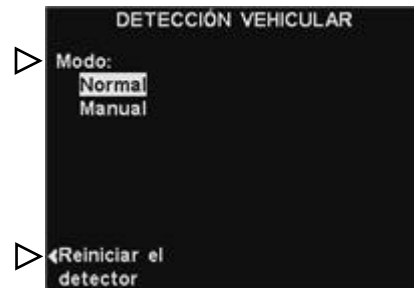 DETECCIÓN VEHICULAR
Modo:
Normal
Manual
Reiniciar el
detector